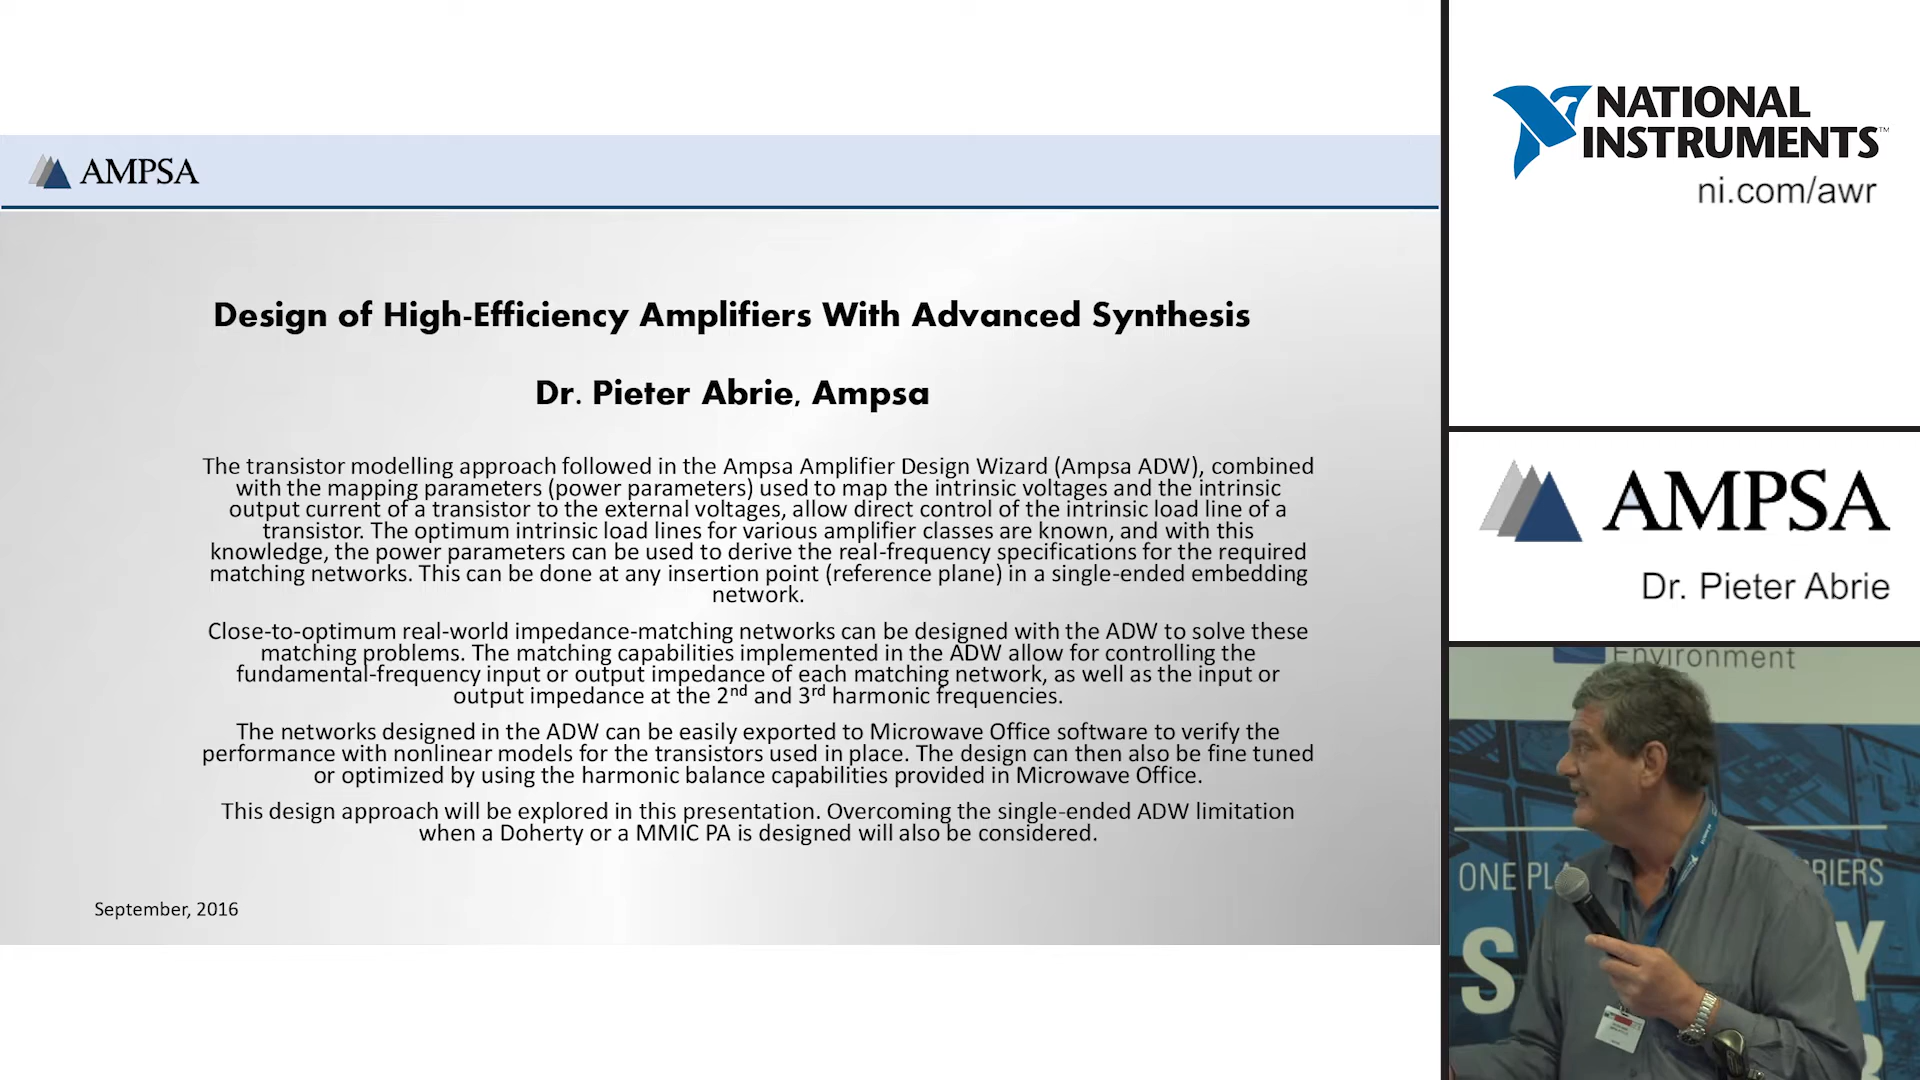 AMPSA
Design of High-Efficiency Amplifiers With Advanced Synthesis
Dr. Pieter Abrie, Ampsa
The transistor modelling approach followed in the Ampsa Amplifier Design Wizard (Ampsa ADW), combined
with the mapping parameters (power parameters) used to map the intrinsic voltages and the intrinsic
output current of a transistor to the external voltages, allow direct control of the intrinsic load line of a
transistor. The optimum intrinsic load lines for various amplifier classes are known, and with this
knowledge, the power parameters can be used to derive the real-frequency specifications for the required
matching networks. This can be done at any insertion point (reference plane) in a single-ended embedding
network.
Close-to-optimum real-world impedance-matching networks can be designed with the ADW to solve these
matching problems. The matching capabilities implemented in the ADW allow for controlling the
fundamental-frequency input or output impedance of each matching network, as well as the input or
output impedance at the 2nd and 3rd harmonic frequencies.
The networks designed in the ADW can be easily exported to Microwave Office software to verify the
performance with nonlinear models for the transistors used in place. The design can then also be fine tuned
or optimized by using the harmonic balance capabilities provided in Microwave Office.
This design approach will be explored in this presentation. Overcoming the single-ended ADW limitation
when a Doherty or a MMIC PA is designed will also be considered.
September, 2016
NATIONAL
INSTRUMENTS™
ni.com/awr
AMPSA
Dr. Pieter Abrie
Environment
ONE PL
RIERS
S
Y